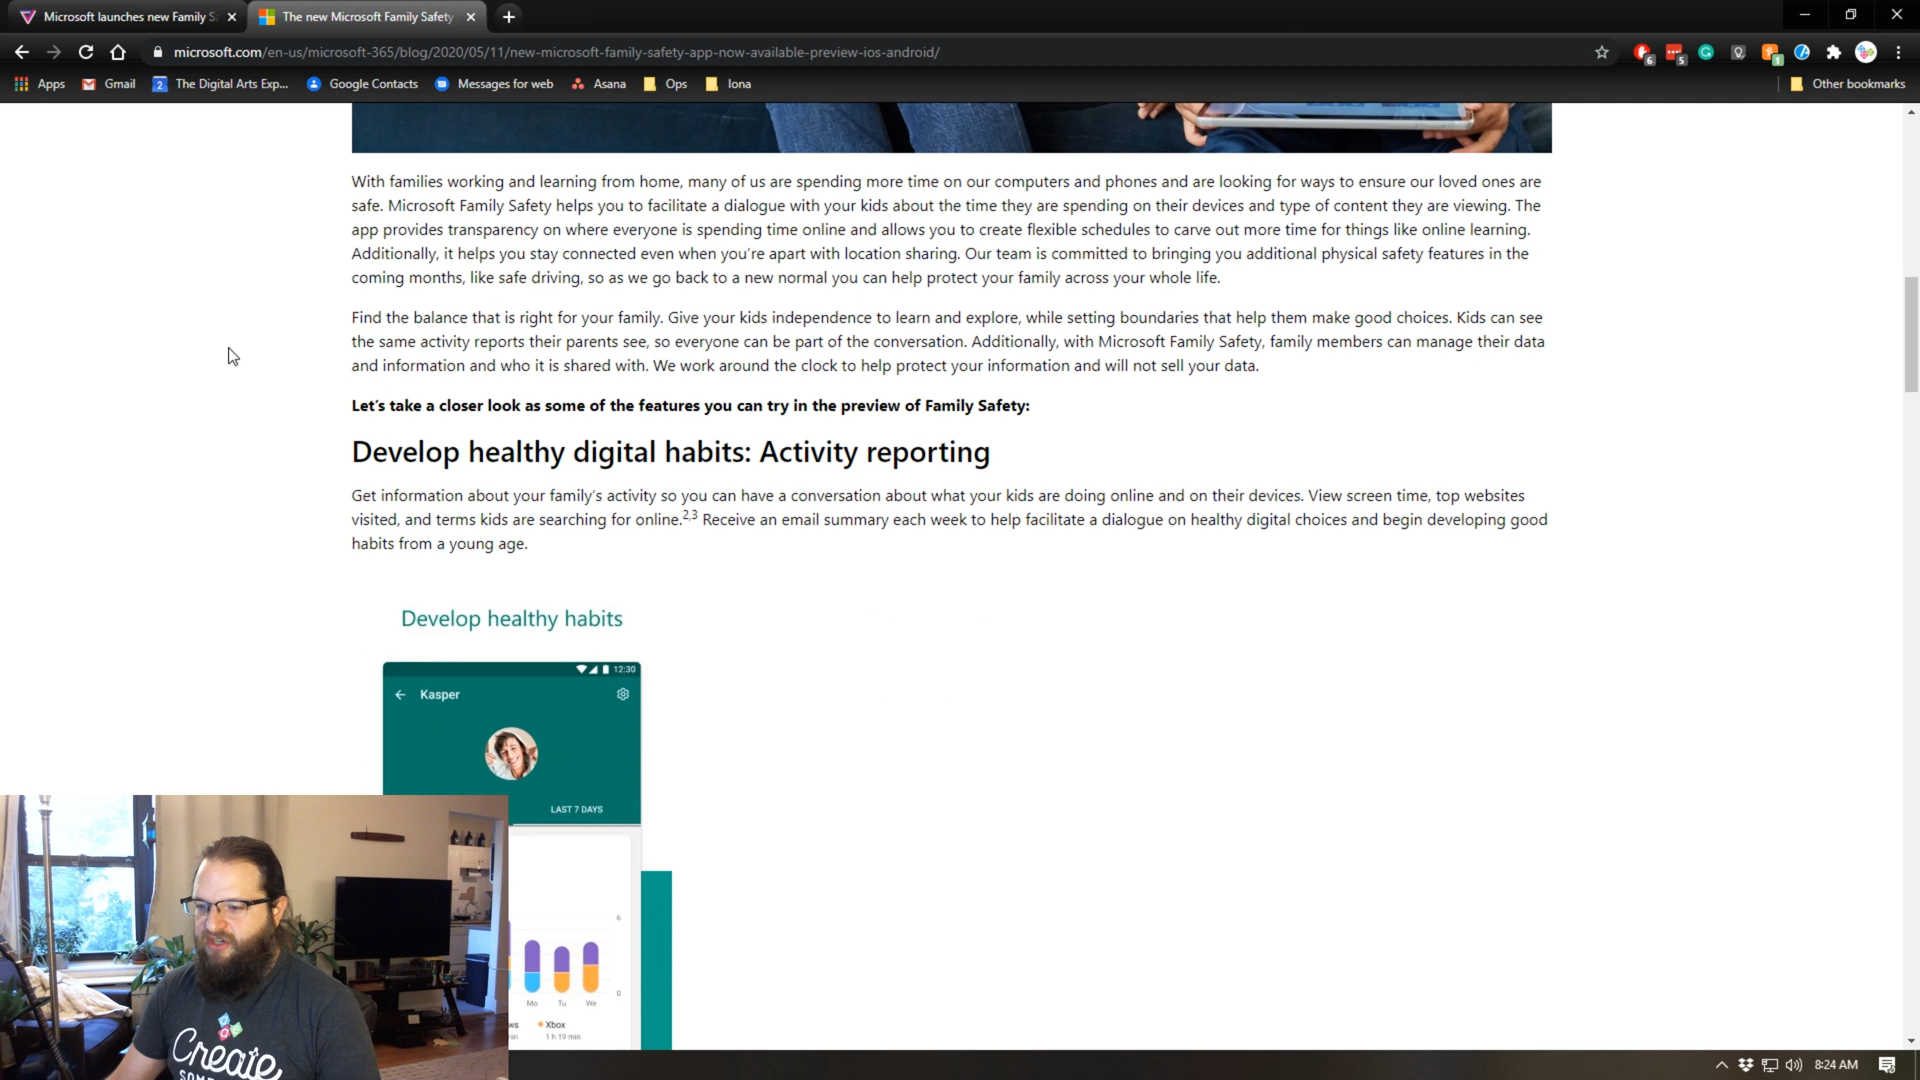 Microsoft launches new Family S
The new Microsoft Family Safety
microsoft.com/en-us/microsoft-365/blog/2020/05/11/new-microsoft-family-safety-app-now-available-preview-ios-android/
6
5
1
Apps
Gmail
2
The Digital Arts Exp...
Google Contacts
Messages for web
Asana
Ops
Iona
Other bookmarks
With families working and learning from home, many of us are spending more time on our computers and phones and are looking for ways to ensure our loved ones are
safe. Microsoft Family Safety helps you to facilitate a dialogue with your kids about the time they are spending on their devices and type of content they are viewing. The
app provides transparency on where everyone is spending time online and allows you to create flexible schedules to carve out more time for things like online learning.
Additionally, it helps you stay connected even when you're apart with location sharing. Our team is committed to bringing you additional physical safety features in the
coming months, like safe driving, so as we go back to a new normal you can help protect your family across your whole life.
Find the balance that is right for your family. Give your kids independence to learn and explore, while setting boundaries that help them make good choices. Kids can see
the same activity reports their parents see, so everyone can be part of the conversation. Additionally, with Microsoft Family Safety, family members can manage their data
and information and who it is shared with. We work around the clock to help protect your information and will not sell your data.
Let's take a closer look as some of the features you can try in the preview of Family Safety:
Develop healthy digital habits: Activity reporting
Get information about your family's activity so you can have a conversation about what your kids are doing online and on their devices. View screen time, top websites
visited, and terms kids are searching for online.2,3 Receive an email summary each week to help facilitate a dialogue on healthy digital choices and begin developing good
habits from a young age.
Develop healthy habits
12:30
Kasper
LAST 7 DAYS
6
0
Mo
Tu
We
ws
Xbox
min
1 h 19 min
Create
8:24 AM